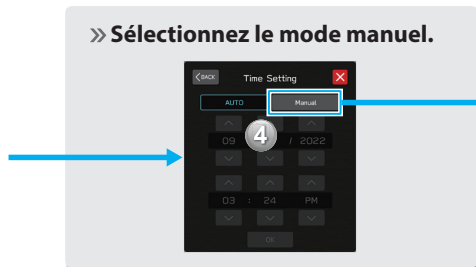 » Sélectionnez le mode manuel.
BACK Time Setting X
AUTO Manual
09 4 / 2022
03 : 24 PM
OK